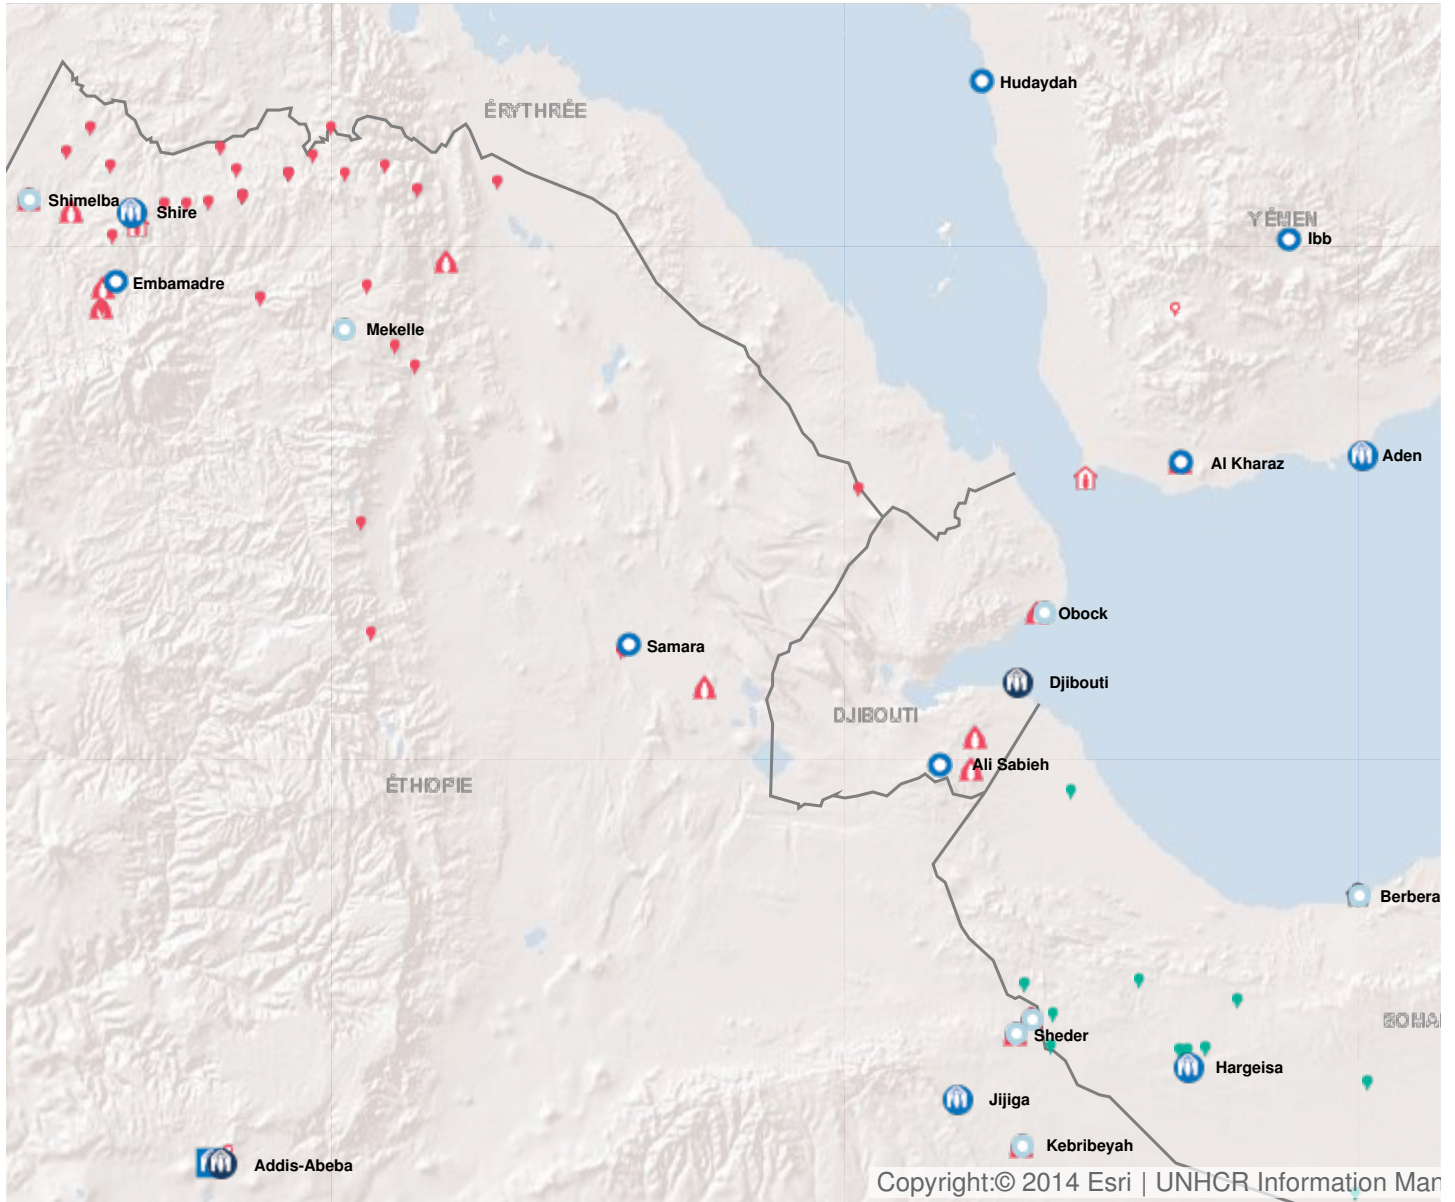 Hudaydah
ÉRYTHRÉE
Shimelba
Shire
YÉMEN
Ibb
Embamadre
Mekelle
Aden
Al Kharaz
Obock
Samara
Djibouti
DJIBOUTI
Ali Sabieh
ÉTHIOPIE
Berbera
SOMA
Sheder
Hargeisa
Jijiga
Kebribeyah
Addis-Abeba
Copyright:© 2014 Esri | UNHCR Information Man